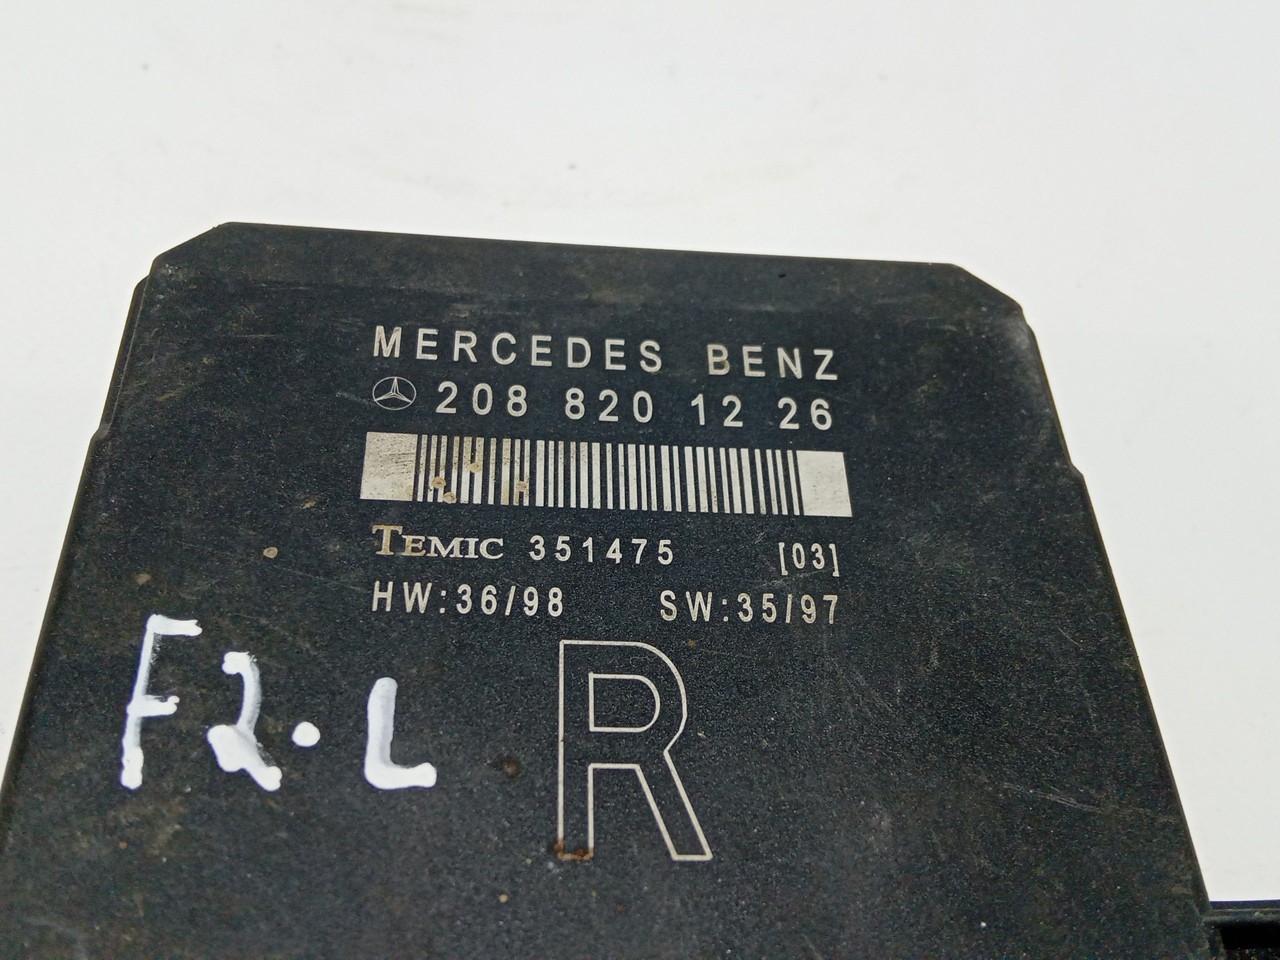 MERCEDES BENZ
208 820 12 26
TEMIC 351475 [03]
HW:36/98 SW:35/97
F2.L
R